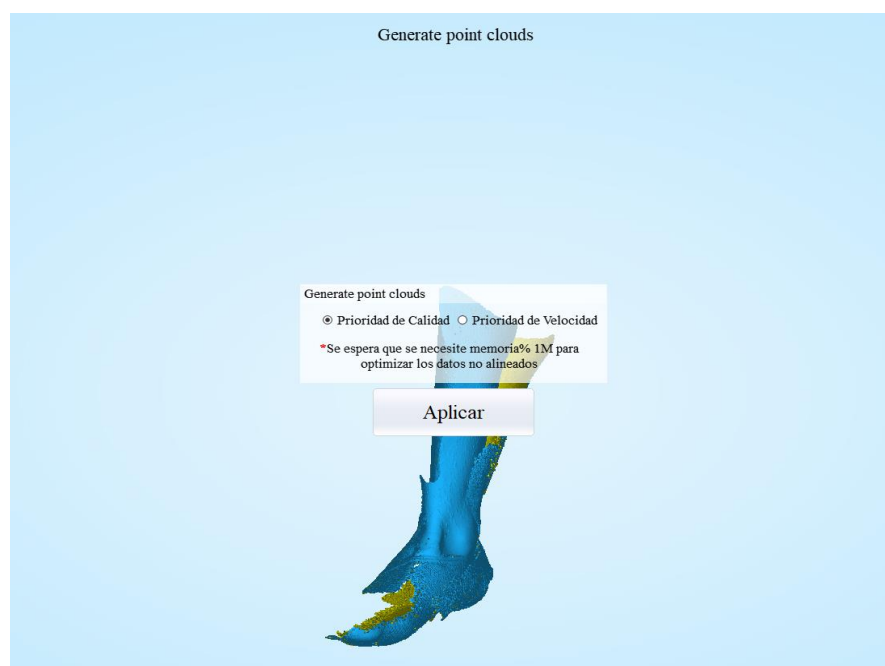 Generate point clouds
Generate point clouds
Prioridad de Calidad Prioridad de Velocidad
*Se espera que se necesite memoria% 1M para
optimizar los datos no alineados
Aplicar